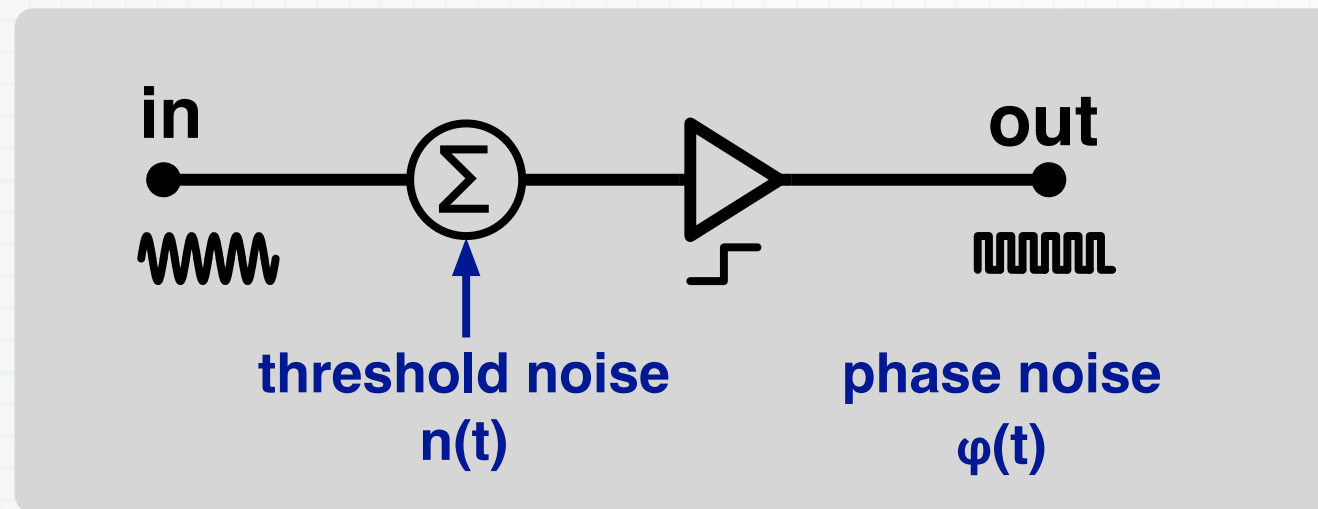 in
out
Σ
threshold noise
n(t)
phase noise
φ(t)